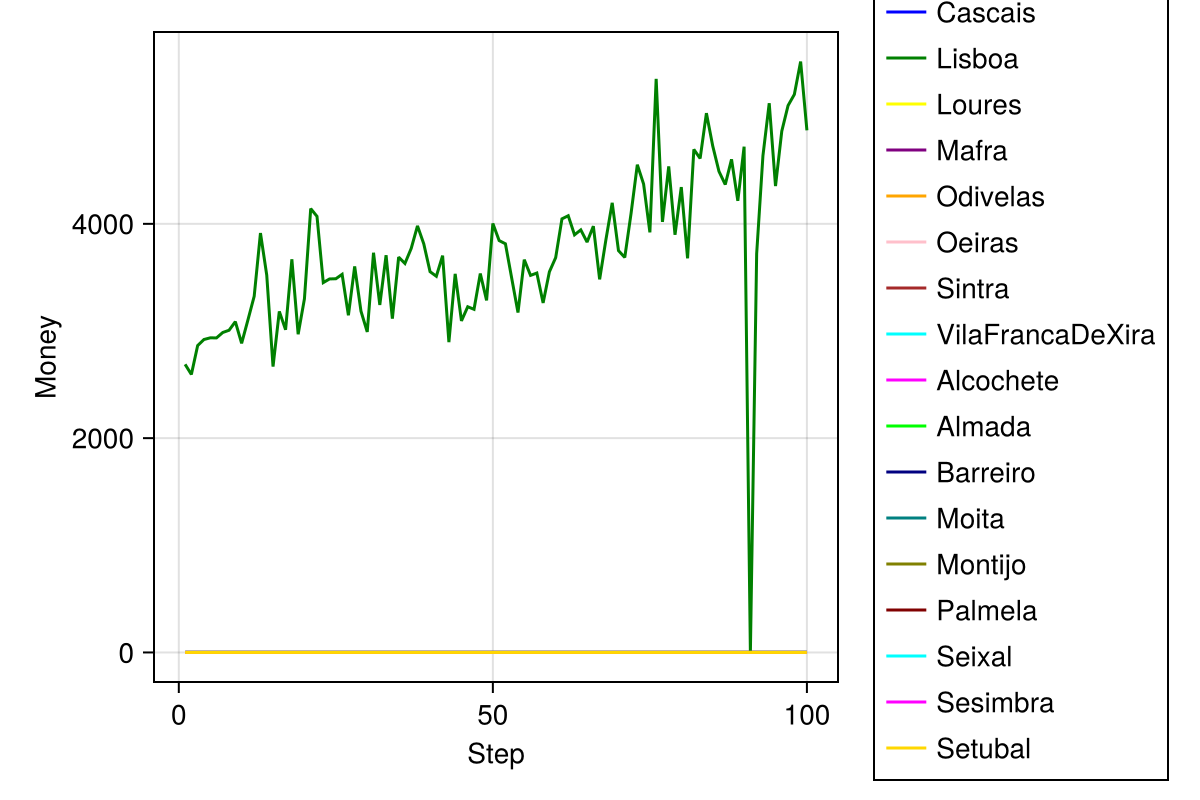 Cascais
Lisboa
Loures
Mafra
Odivelas
Oeiras
Sintra
VilaFrancaDeXira
Alcochete
Almada
Barreiro
Moita
Montijo
Palmela
Seixal
Sesimbra
Setubal
Money
4000
2000
0
0 50 100
Step